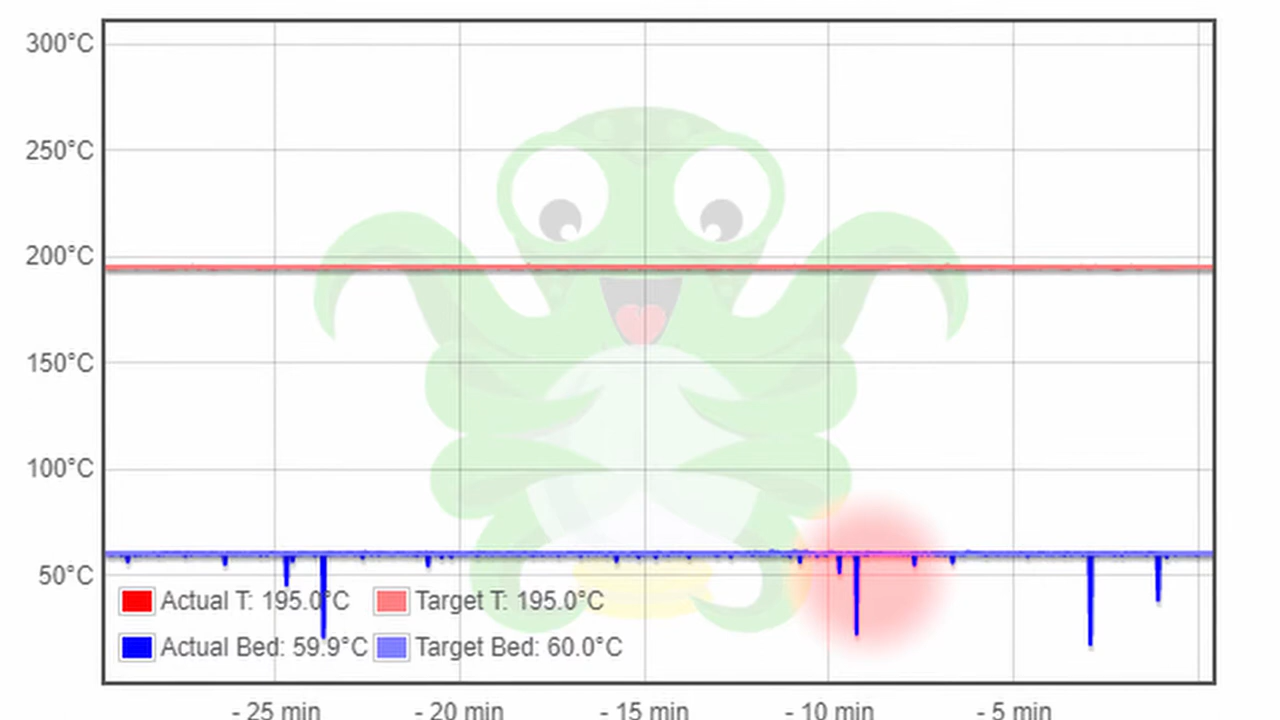 300°C
250°C
200°C
150°C
100°C
50°C
Actual T: 195.0°C Target T: 195.0°C
Actual Bed: 59.9°C Target Bed: 60.0°C
- 25 min - 20 min - 15 min - 10 min - 5 min